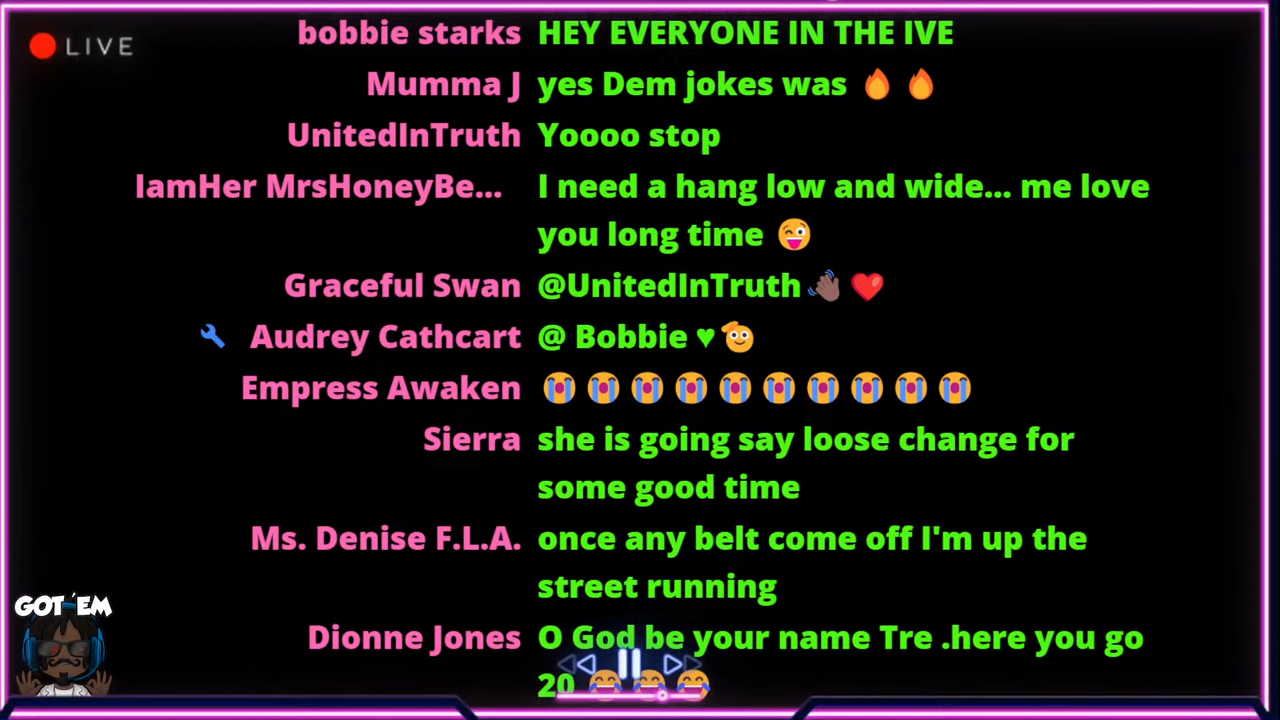 LIVE
bobbie starks HEY EVERYONE IN THE IVE
Mumma J yes Dem jokes was 🔥 🔥
UnitedInTruth Yoooo stop
IamHer MrsHoneyBe... I need a hang low and wide... me love
you long time 😜
Graceful Swan @UnitedInTruth 👋🏿 ❤️
Audrey Cathcart @ Bobbie ♥ 🫡
Empress Awaken 😭 😭 😭 😭 😭 😭 😭 😭 😭 😭
Sierra she is going say loose change for
some good time
Ms. Denise F.L.A. once any belt come off I'm up the
street running
Dionne Jones O God be your name Tre .here you go
20 😂 😂 😂
GOT 'EM